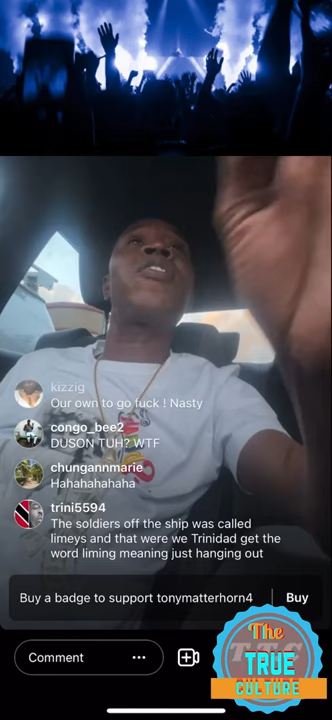 kizzig
Our own to go fuck ! Nasty
congo_bee2
DUSON TUH? WTF
chungannmarie
Hahahahahaha
trini5594
The soldiers off the ship was called
limeys and that were we Trinidad get the
word liming meaning just hanging out
Buy a badge to support tonymatterhorn4 Buy
Comment
The
TRUE
CULTURE